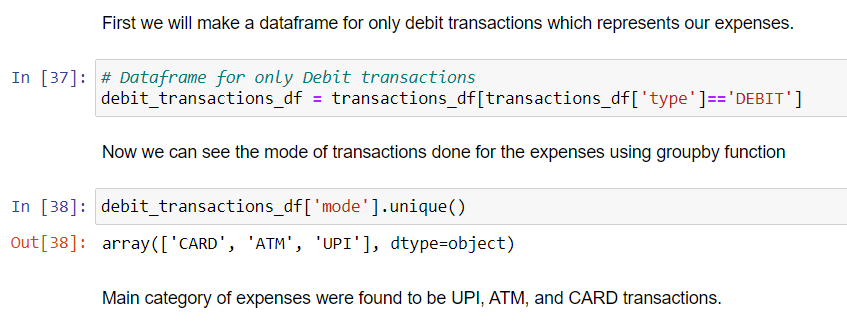 First we will make a dataframe for only debit transactions which represents our expenses.
In [37]: # Dataframe for only Debit transactions
debit_transactions_df = transactions_df[transactions_df['type']=='DEBIT']
Now we can see the mode of transactions done for the expenses using groupby function
In [38]: debit_transactions_df['mode'].unique()
Out[38]: array(['CARD', 'ATM', 'UPI'], dtype=object)
Main category of expenses were found to be UPI, ATM, and CARD transactions.